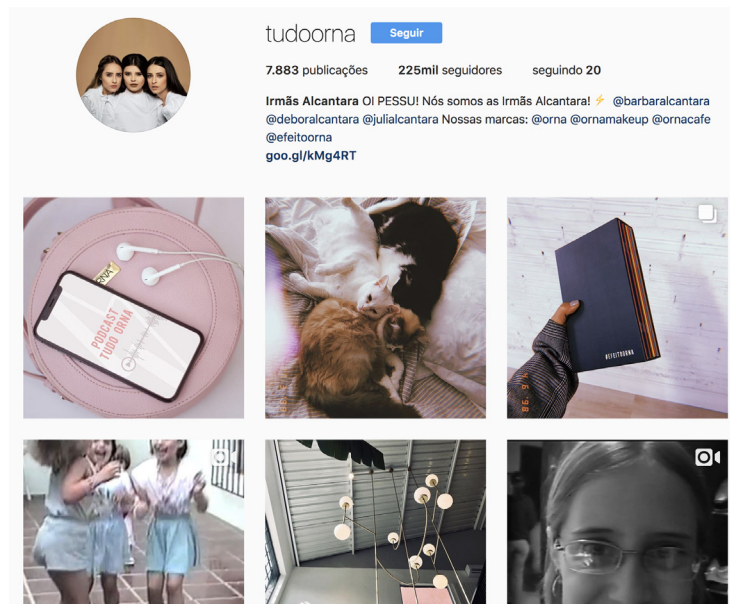 tudoorna Seguir
7.883 publicações 225mil seguidores seguindo 20
Irmãs Alcantara OI PESSU! Nós somos as Irmãs Alcantara!⚡ @barbaralcantara
@deboralcantara @julialcantara Nossas marcas: @orna @ornamakeup @ornacafe
@efeitoorna
goo.gl/kMg4RT
RNA
PODCAST
TUDO ORNA
#EFEITOORNA